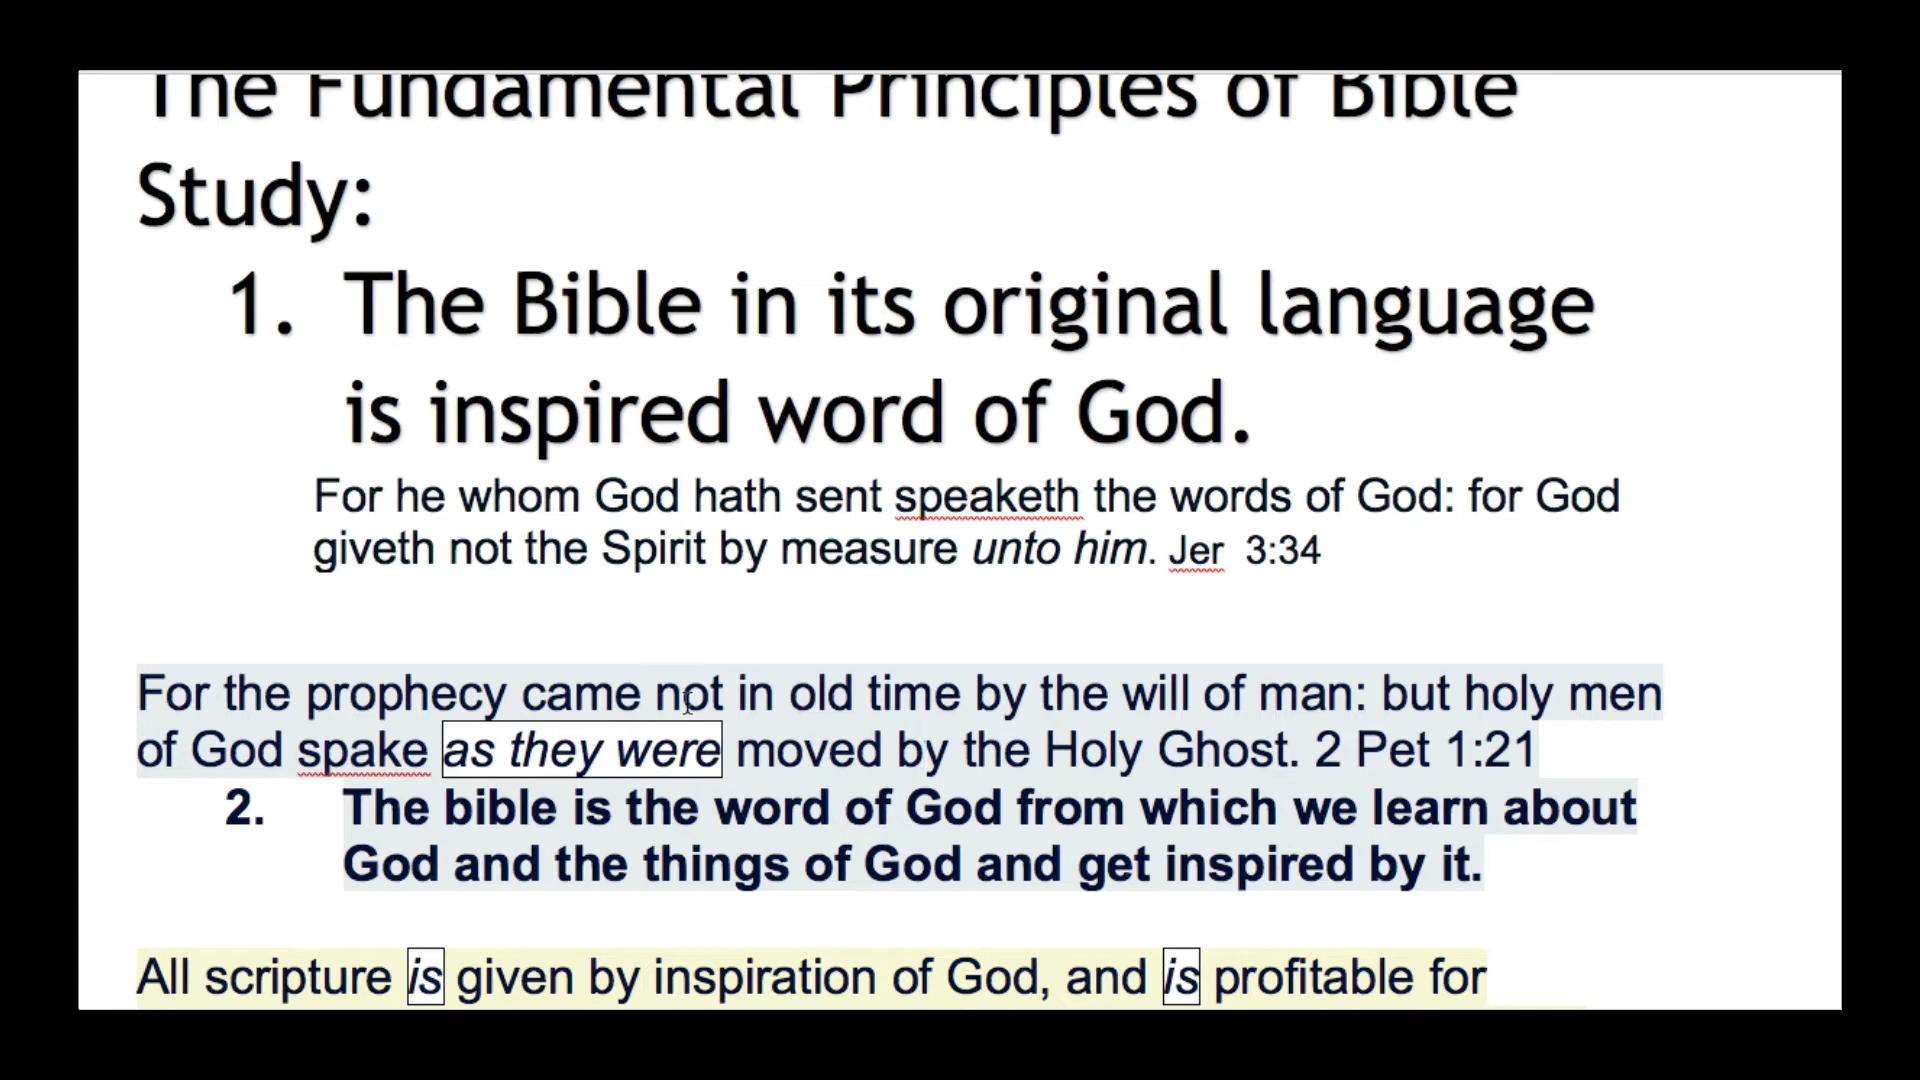 The Fundamental Principles of Bible
Study:
1. The Bible in its original language
is inspired word of God.
For he whom God hath sent speaketh the words of God: for God
giveth not the Spirit by measure unto him. Jer 3:34
For the prophecy came not in old time by the will of man: but holy men
of God spake as they were moved by the Holy Ghost. 2 Pet 1:21
2. The bible is the word of God from which we learn about
God and the things of God and get inspired by it.
All scripture is given by inspiration of God, and is profitable for